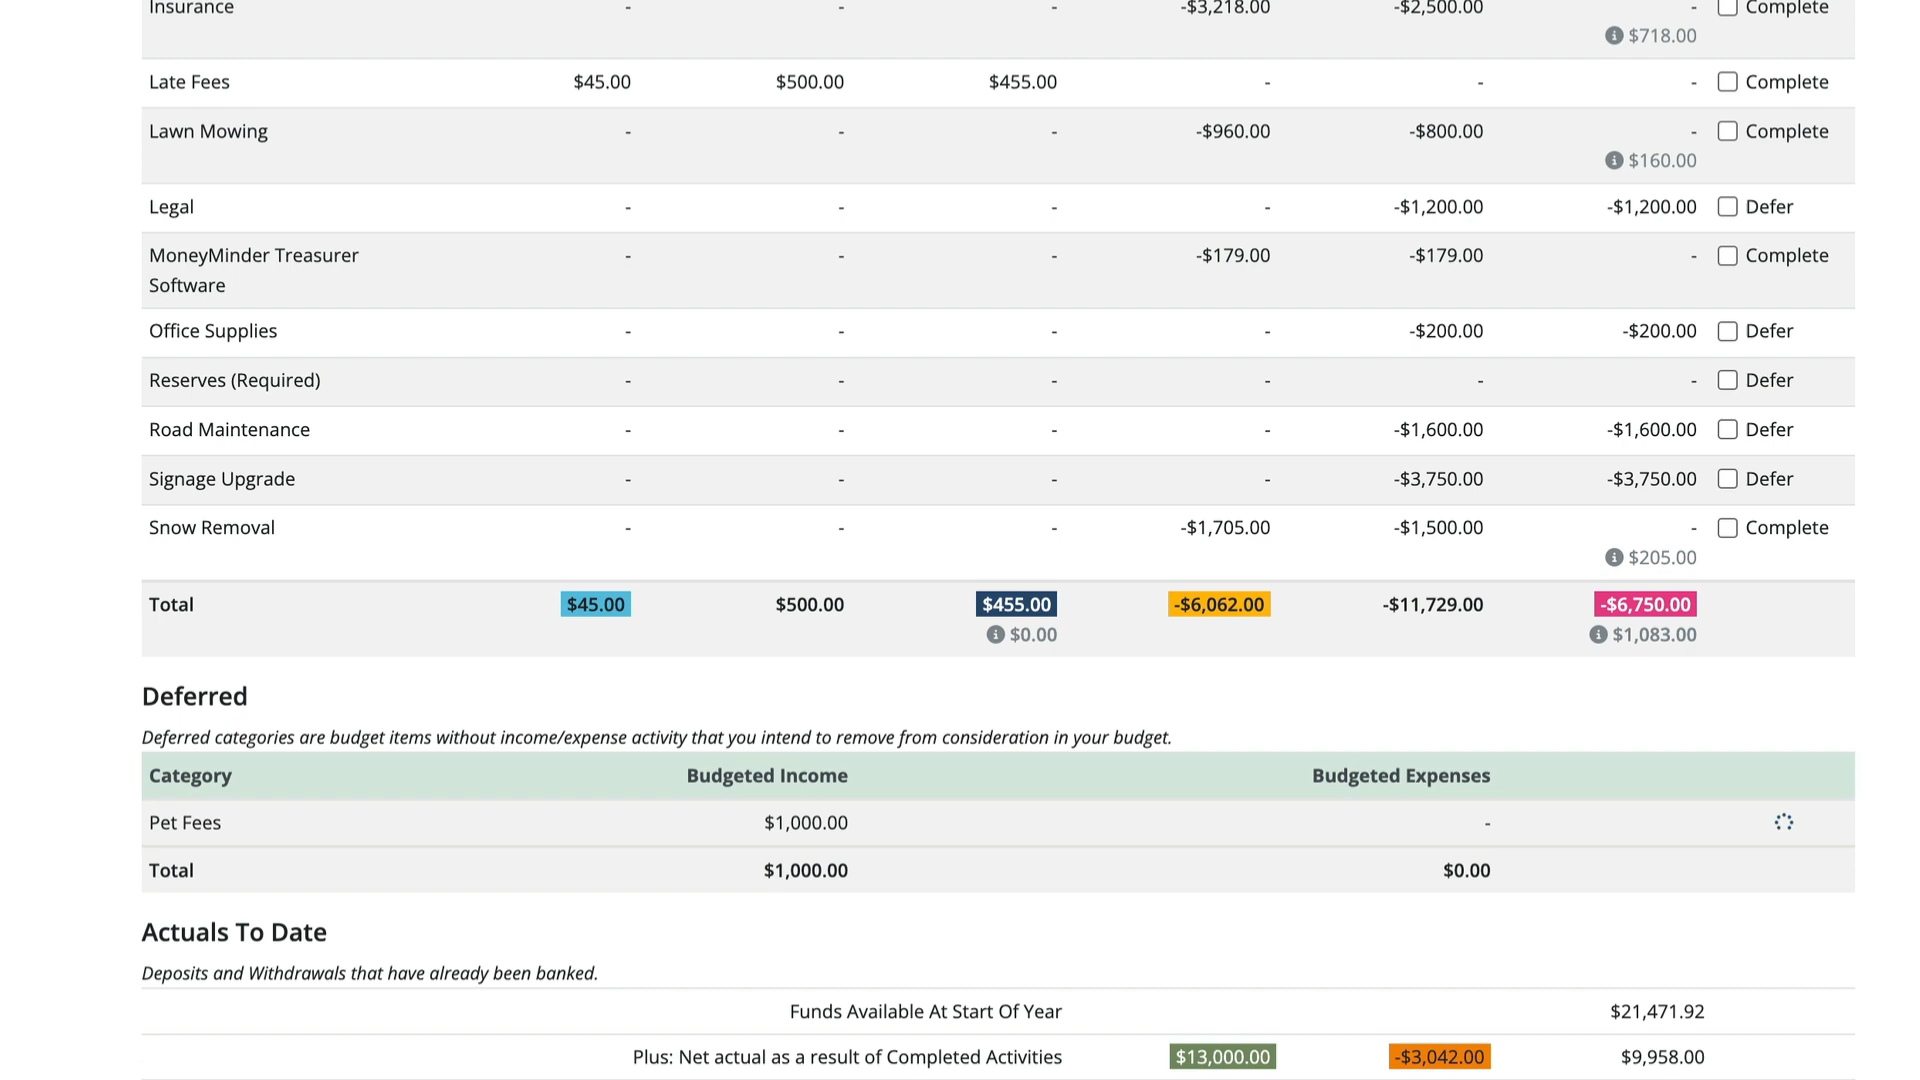 Insurance - - - -$3,218.00 -$2,500.00 - Complete
$718.00
Late Fees $45.00 $500.00 $455.00 - - - Complete
Lawn Mowing - - - -$960.00 -$800.00 - Complete
$160.00
Legal - - - - -$1,200.00 -$1,200.00 Defer
MoneyMinder Treasurer - - - -$179.00 -$179.00 - Complete
Software
Office Supplies - - - - -$200.00 -$200.00 Defer
Reserves (Required) - - - - - - Defer
Road Maintenance - - - - -$1,600.00 -$1,600.00 Defer
Signage Upgrade - - - - -$3,750.00 -$3,750.00 Defer
Snow Removal - - - -$1,705.00 -$1,500.00 - Complete
$205.00
Total $45.00 $500.00 $455.00 -$6,062.00 -$11,729.00 -$6,750.00
$0.00 $1,083.00
Deferred
Deferred categories are budget items without income/expense activity that you intend to remove from consideration in your budget.
Category Budgeted Income Budgeted Expenses
Pet Fees $1,000.00 -
Total $1,000.00 $0.00
Actuals To Date
Deposits and Withdrawals that have already been banked.
Funds Available At Start Of Year $21,471.92
Plus: Net actual as a result of Completed Activities $13,000.00 -$3,042.00 $9,958.00